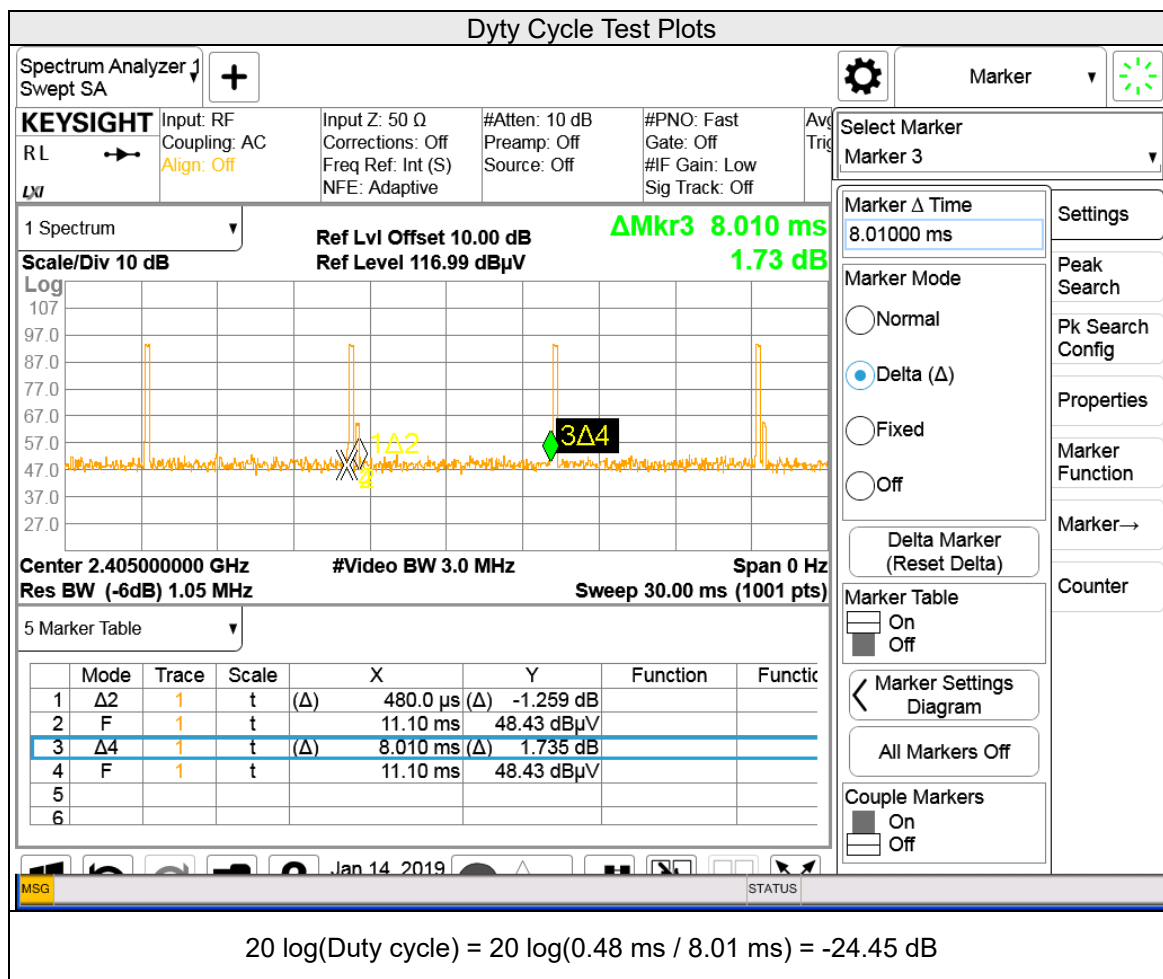 Dyty Cycle Test Plots
Spectrum Analyzer 1
Swept SA
+
Marker
KEYSIGHT
R L
LXI
Input: RF
Coupling: AC
Align: Off
Input Z: 50 Ω
Corrections: Off
Freq Ref: Int (S)
NFE: Adaptive
#Atten: 10 dB
Preamp: Off
Source: Off
#PNO: Fast
Gate: Off
#IF Gain: Low
Sig Track: Off
Avg
Trig
Select Marker
Marker 3
1 Spectrum
Scale/Div 10 dB
Ref Lvl Offset 10.00 dB
Ref Level 116.99 dBµV
ΔMkr3 8.010 ms
1.73 dB
Log
107
97.0
87.0
77.0
67.0
57.0
47.0
37.0
27.0
1Δ2
3Δ4
Center 2.405000000 GHz
#Video BW 3.0 MHz
Span 0 Hz
Res BW (-6dB) 1.05 MHz
Sweep 30.00 ms (1001 pts)
5 Marker Table
Mode Trace Scale X Y Function Functio
1 Δ2 1 t (Δ) 480.0 µs (Δ) -1.259 dB
2 F 1 t 11.10 ms 48.43 dBµV
3 Δ4 1 t (Δ) 8.010 ms (Δ) 1.735 dB
4 F 1 t 11.10 ms 48.43 dBµV
5
6
Jan 14, 2019
Marker Δ Time
8.01000 ms
Marker Mode
Normal
Delta (Δ)
Fixed
Off
Delta Marker
(Reset Delta)
Marker Table
On
Off
Marker Settings
Diagram
All Markers Off
Couple Markers
On
Off
Settings
Peak
Search
Pk Search
Config
Properties
Marker
Function
Marker→
Counter
MSG
STATUS
20 log(Duty cycle) = 20 log(0.48 ms / 8.01 ms) = -24.45 dB